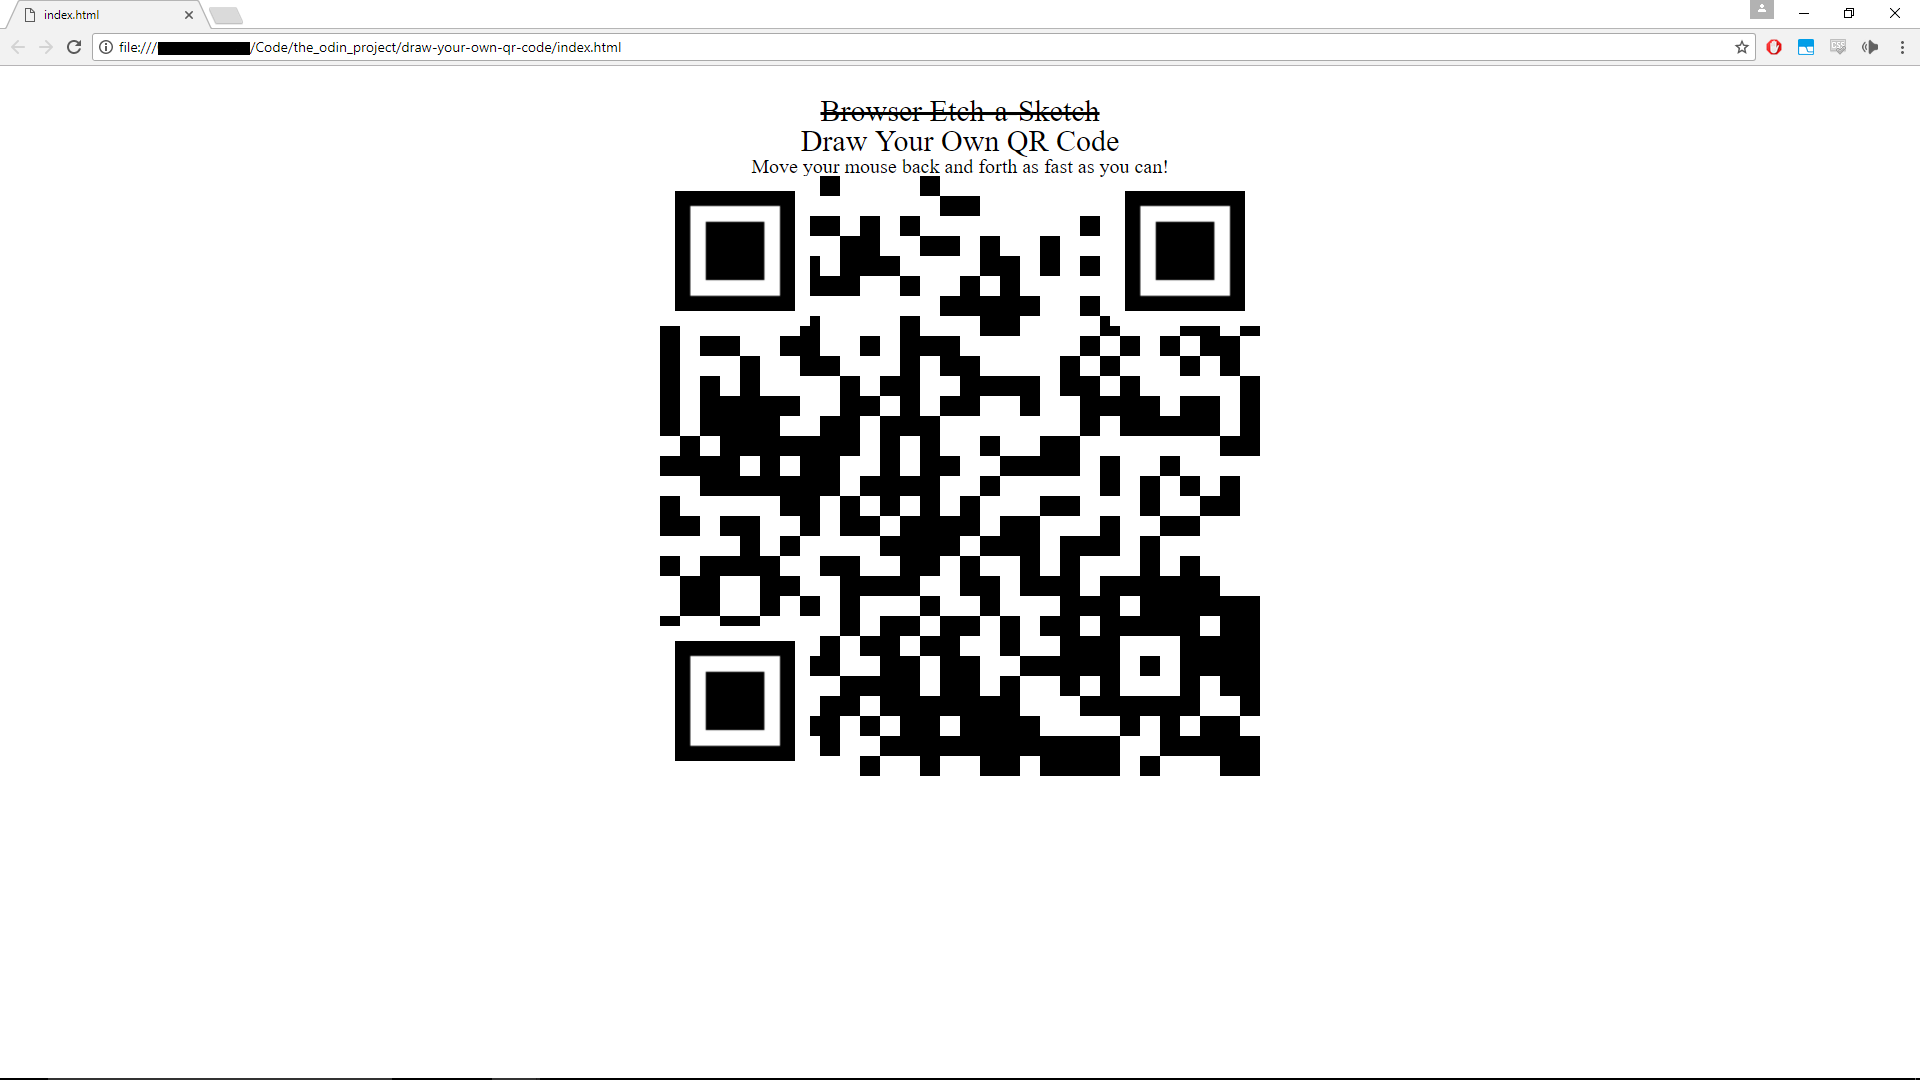 index.html
file:///
/Code/the_odin_project/draw-your-own-qr-code/index.html
Browser Etch-a-Sketch
Draw Your Own QR Code
Move your mouse back and forth as fast as you can!